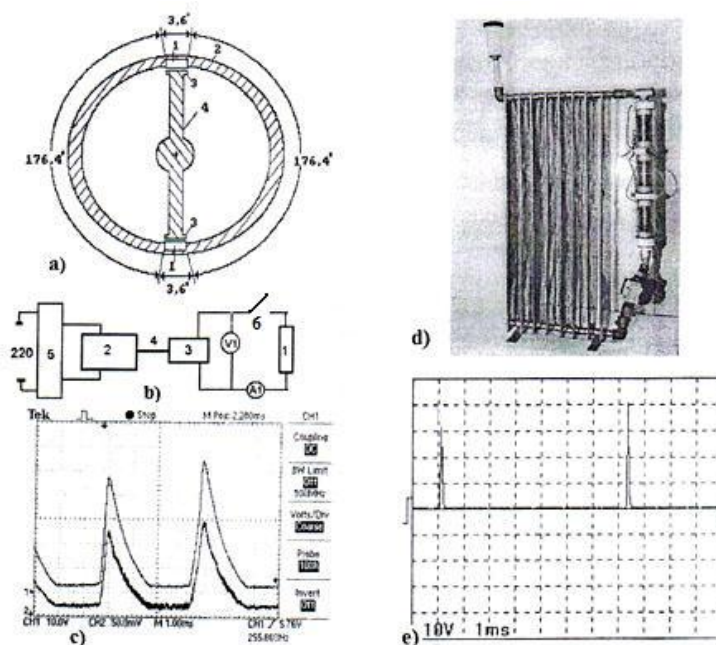 3,6°
1
2
3
4
176,4°
176,4°
3
a)
1
3,6°
220
5
2
4
3
V1
6
1
A1
b)
Tek
Stop
M Pos: 2.280ms
CH1
Coupling
DC
BW Limit
Off
100MHz
Volts/Div
Coarse
Probe
100X
Invert
Off
1
2
CH1 10.0V
CH2 50.0mV
M 1.00ms
CH1 / 5.76V
c)
d)
10V 1ms
e)